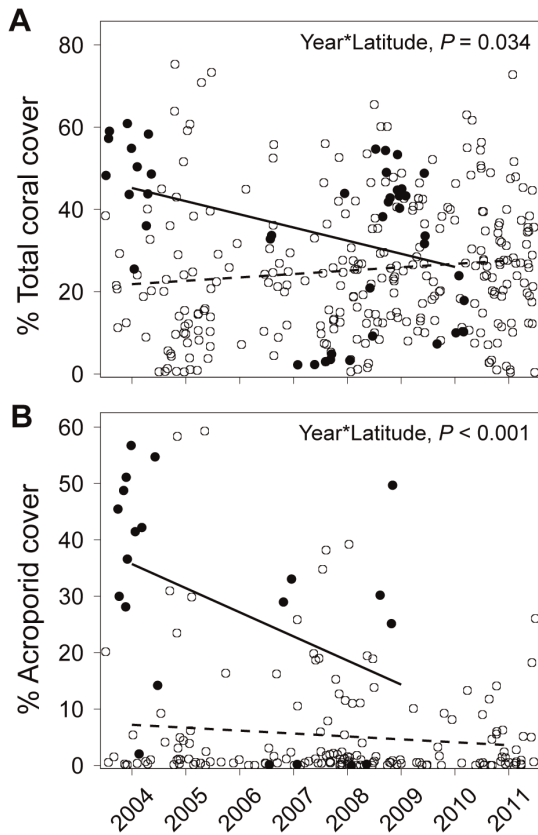 A
Year*Latitude, P = 0.034
% Total coral cover
80
60
40
20
0
B
Year*Latitude, P < 0.001
% Acroporid cover
60
50
40
30
20
10
0
2004 2005 2006 2007 2008 2009 2010 2011